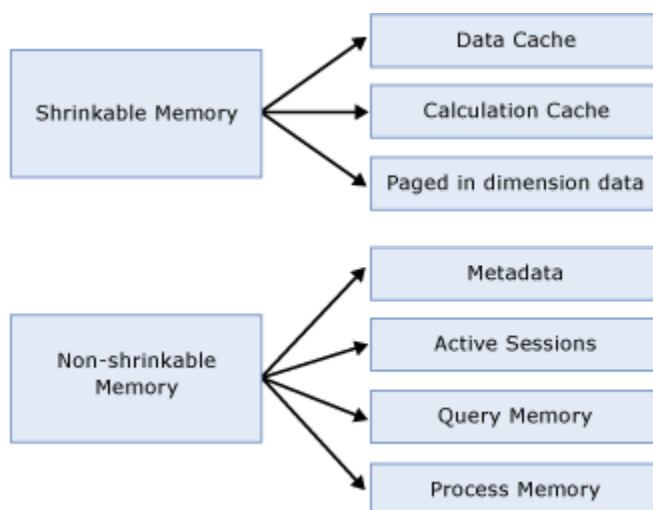 Shrinkable Memory
Data Cache
Calculation Cache
Paged in dimension data
Non-shrinkable
Memory
Metadata
Active Sessions
Query Memory
Process Memory